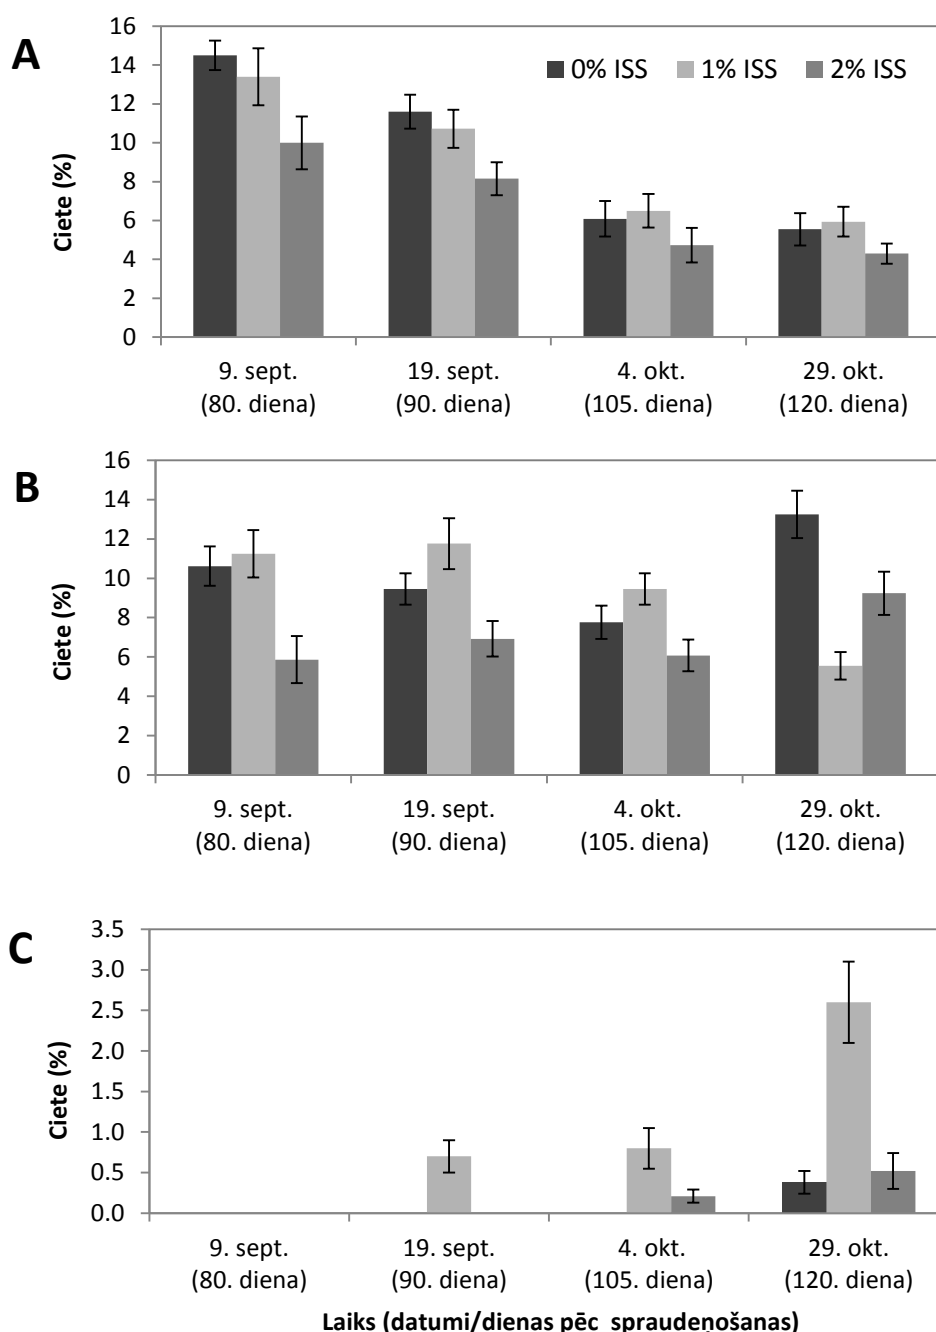 A
16
14
12
10
8
6
4
2
0
Ciete (%)
0% ISS 1% ISS 2% ISS
9. sept. 19. sept. 4. okt. 29. okt.
(80. diena) (90. diena) (105. diena) (120. diena)
B
16
14
12
10
8
6
4
2
0
Ciete (%)
9. sept. 19. sept. 4. okt. 29. okt.
(80. diena) (90. diena) (105. diena) (120. diena)
C
3.5
3.0
2.5
2.0
1.5
1.0
0.5
0.0
Ciete (%)
9. sept. 19. sept. 4. okt. 29. okt.
(80. diena) (90. diena) (105. diena) (120. diena)
Laiks (datumi/dienas pēc spraudeņošanas)